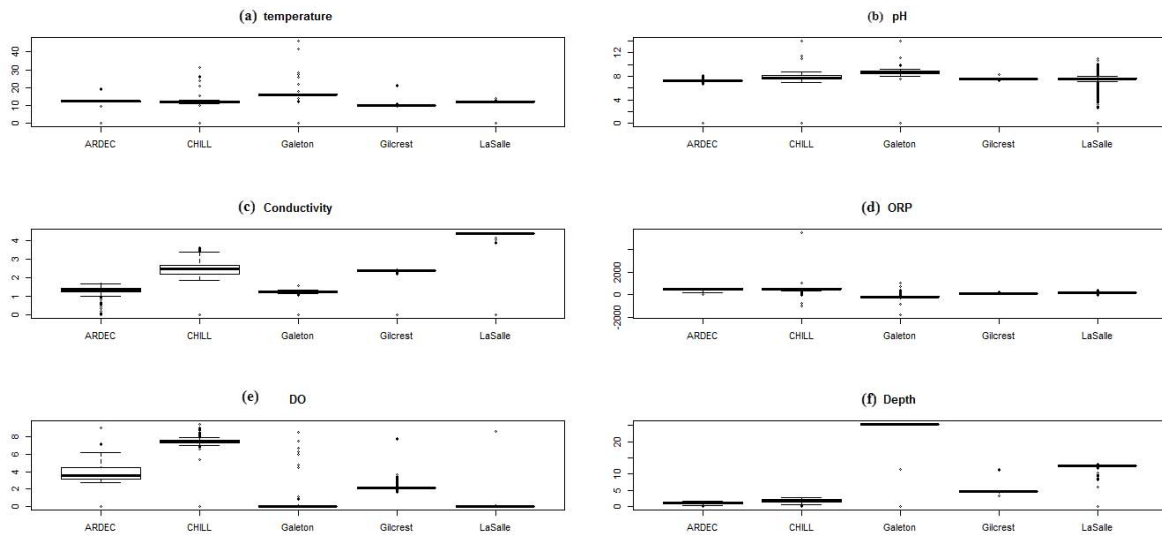 (a) temperature
40
30
20
10
0
ARDEC CHILL Galeton Gilcrest LaSalle
(b) pH
12
8
4
0
ARDEC CHILL Galeton Gilcrest LaSalle
(c) Conductivity
4
3
2
1
0
ARDEC CHILL Galeton Gilcrest LaSalle
(d) ORP
2000
0
-2000
ARDEC CHILL Galeton Gilcrest LaSalle
(e) DO
8
6
4
2
0
ARDEC CHILL Galeton Gilcrest LaSalle
(f) Depth
20
10
5
0
ARDEC CHILL Galeton Gilcrest LaSalle